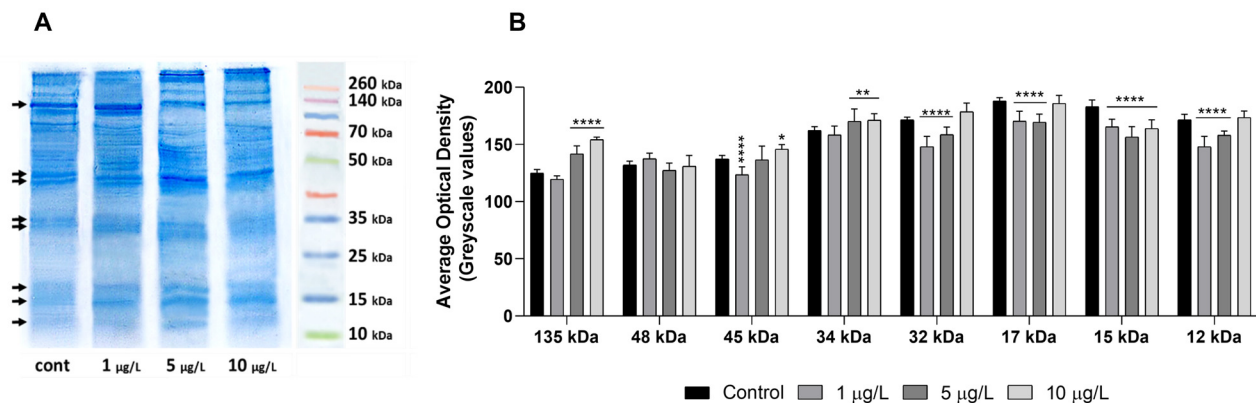 A
260 kDa
140 kDa
70 kDa
50 kDa
35 kDa
25 kDa
15 kDa
10 kDa
cont 1 µg/L 5 µg/L 10 µg/L
B
Average Optical Density
(Greyscale values)
200
150
100
50
0
****
****
*
**
****
****
****
****
135 kDa 48 kDa 45 kDa 34 kDa 32 kDa 17 kDa 15 kDa 12 kDa
Control 1 µg/L 5 µg/L 10 µg/L